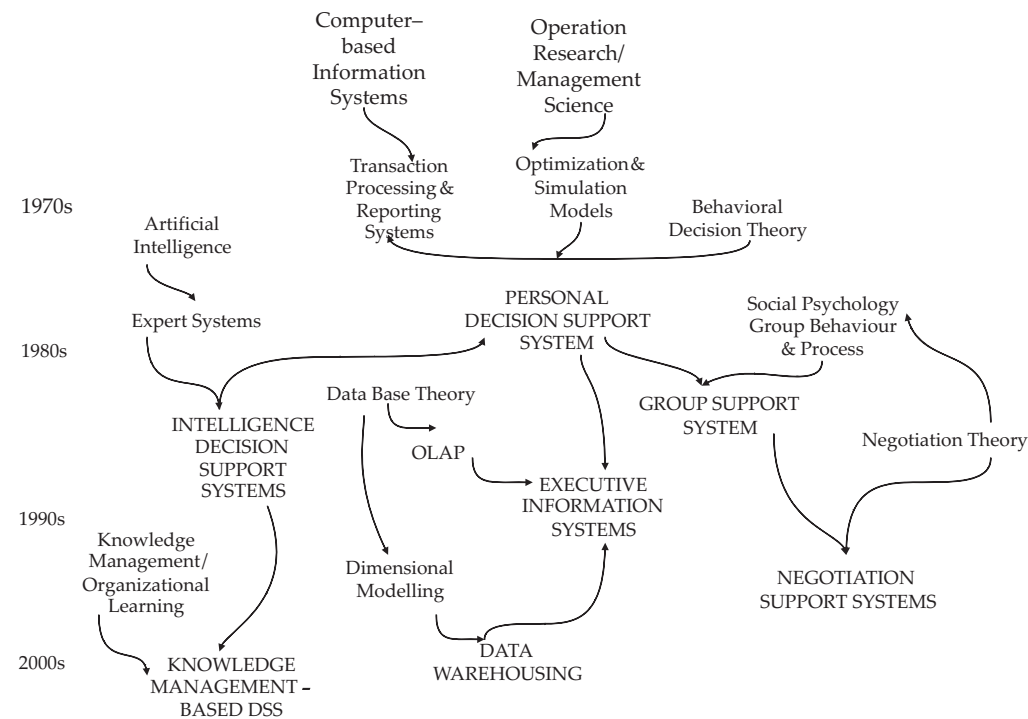 Computer–
based
Information
Systems
Operation
Research/
Management
Science
Transaction
Processing &
Reporting
Systems
Optimization &
Simulation
Models
1970s
Behavioral
Decision Theory
Artificial
Intelligence
Expert Systems
PERSONAL
DECISION SUPPORT
SYSTEM
Social Psychology
Group Behaviour
& Process
1980s
Data Base Theory
GROUP SUPPORT
SYSTEM
INTELLIGENCE
DECISION
SUPPORT
SYSTEMS
OLAP
Negotiation Theory
EXECUTIVE
INFORMATION
SYSTEMS
1990s
Knowledge
Management/
Organizational
Learning
Dimensional
Modelling
NEGOTIATION
SUPPORT SYSTEMS
2000s
KNOWLEDGE
MANAGEMENT –
BASED DSS
DATA
WAREHOUSING